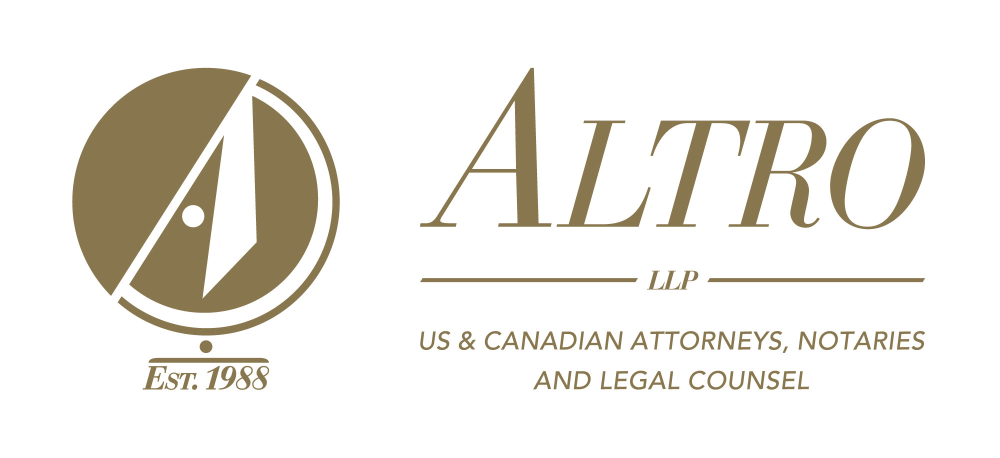 ALTRO
LLP
US & CANADIAN ATTORNEYS, NOTARIES
AND LEGAL COUNSEL
EST. 1988